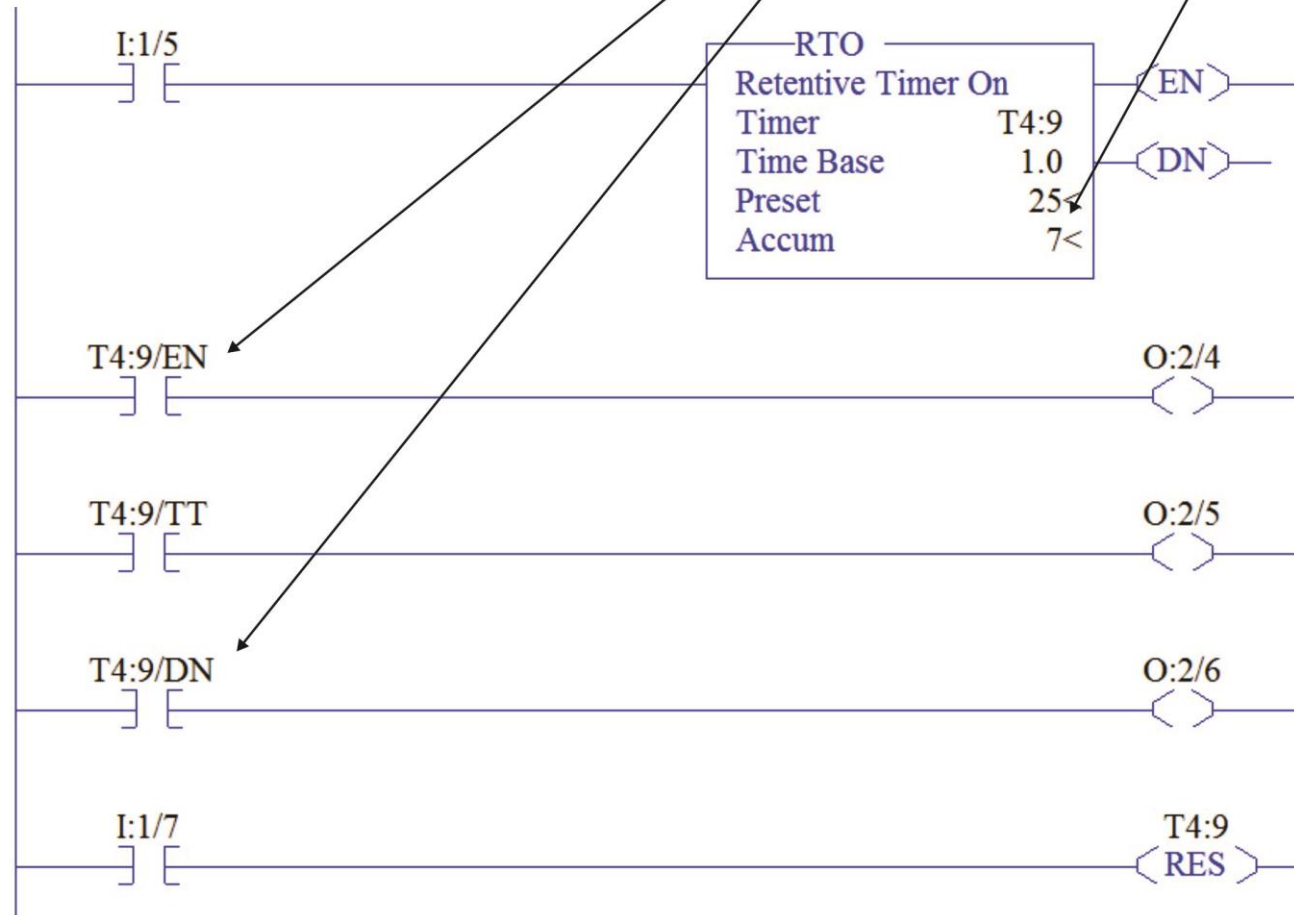 I:1/5
RTO
Retentive Timer On
Timer T4:9
Time Base 1.0
Preset 25<
Accum 7<
EN
DN
T4:9/EN
O:2/4
T4:9/TT
O:2/5
T4:9/DN
O:2/6
I:1/7
T4:9
RES